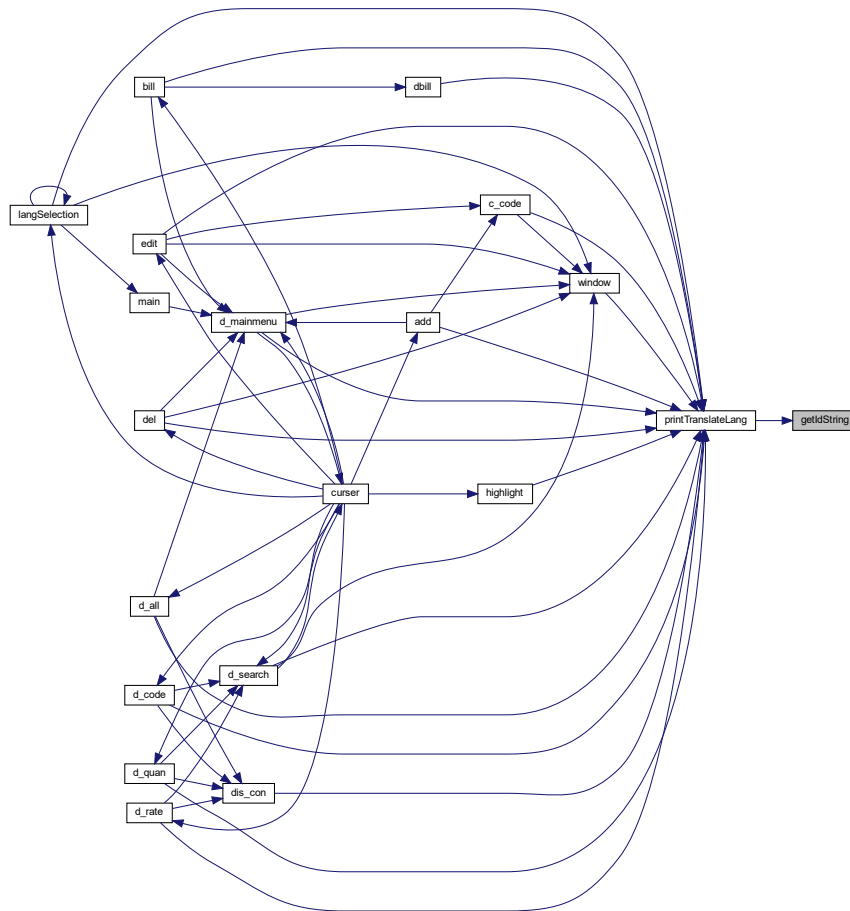 bill
dbill
c_code
langSelection
edit
window
main
d_mainmenu
add
del
printTranslateLang
getIdString
curser
highlight
d_all
d_search
d_code
d_quan
dis_con
d_rate